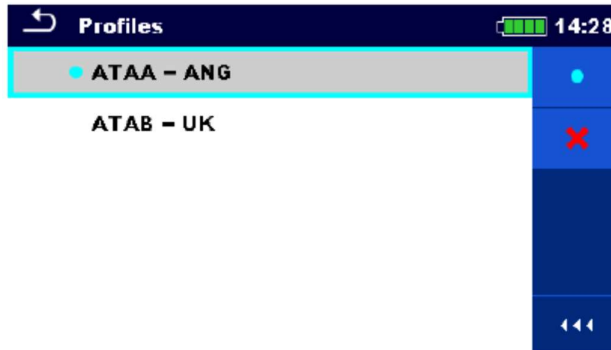 Profiles 14:28
ATAA – ANG
ATAB – UK